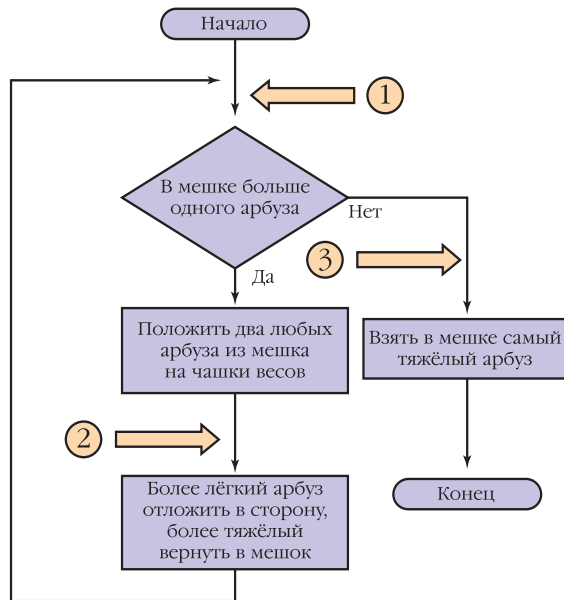 Начало
1
В мешке больше
одного арбуза
Нет
3
Да
Положить два любых
арбуза из мешка
на чашки весов
Взять в мешке самый
тяжёлый арбуз
2
Более лёгкий арбуз
отложить в сторону,
более тяжёлый
вернуть в мешок
Конец